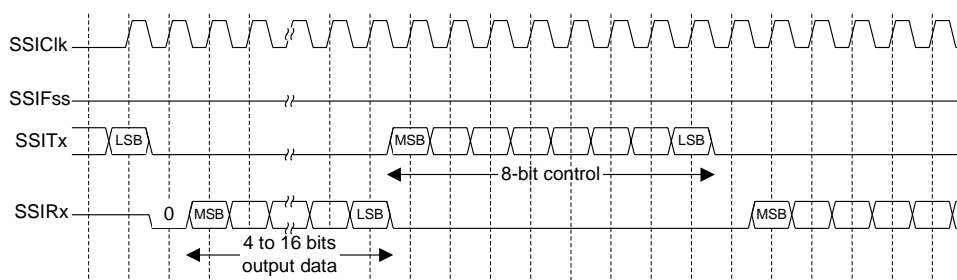 SSIClk
SSIFss
SSITx LSB MSB LSB
8-bit control
SSIRx 0 MSB LSB MSB
4 to 16 bits
output data